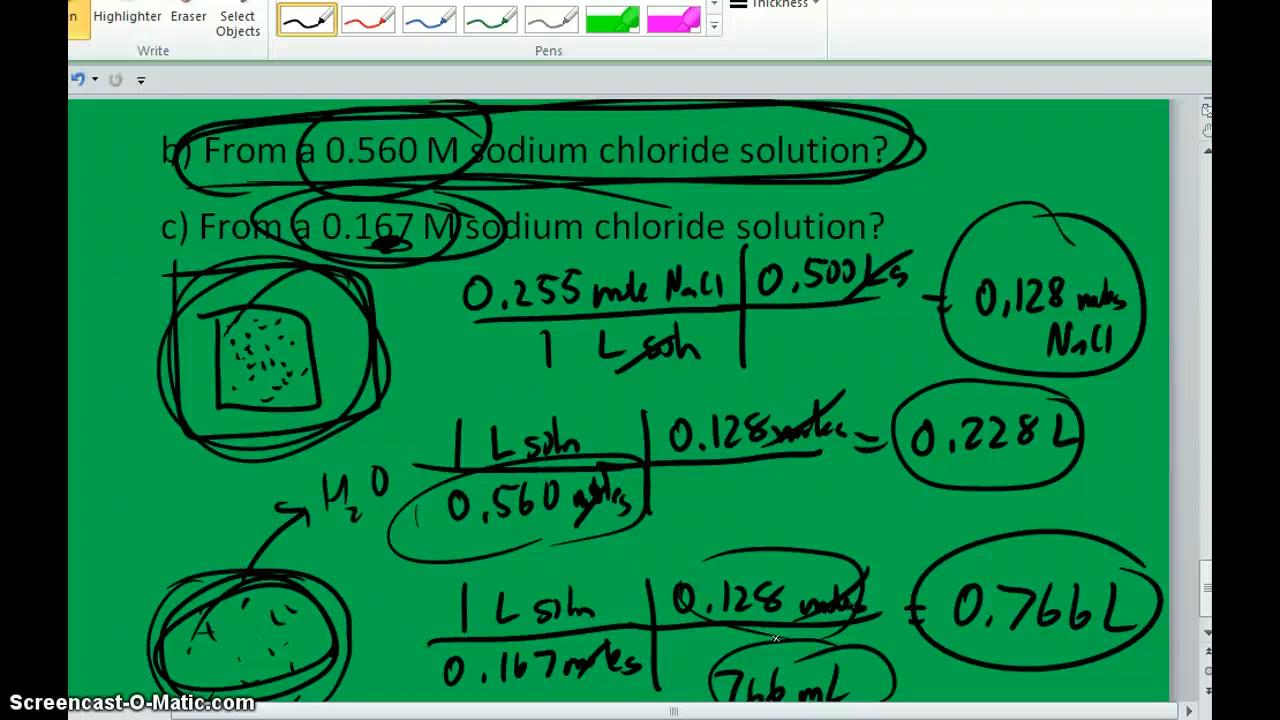 Highlighter Eraser Select Objects
Thickness
Write Pens
b) From a 0.560 M sodium chloride solution?
c) From a 0.167 M sodium chloride solution?
0.255 mole NaCl 0.500 L
1 L soln
= 0.128 moles NaCl
1 L soln 0.128 moles = 0.228 L
0.560 moles
H2O
1 L soln 0.128 moles = 0.766 L
0.167 moles
766 mL
Screencast-O-Matic.com